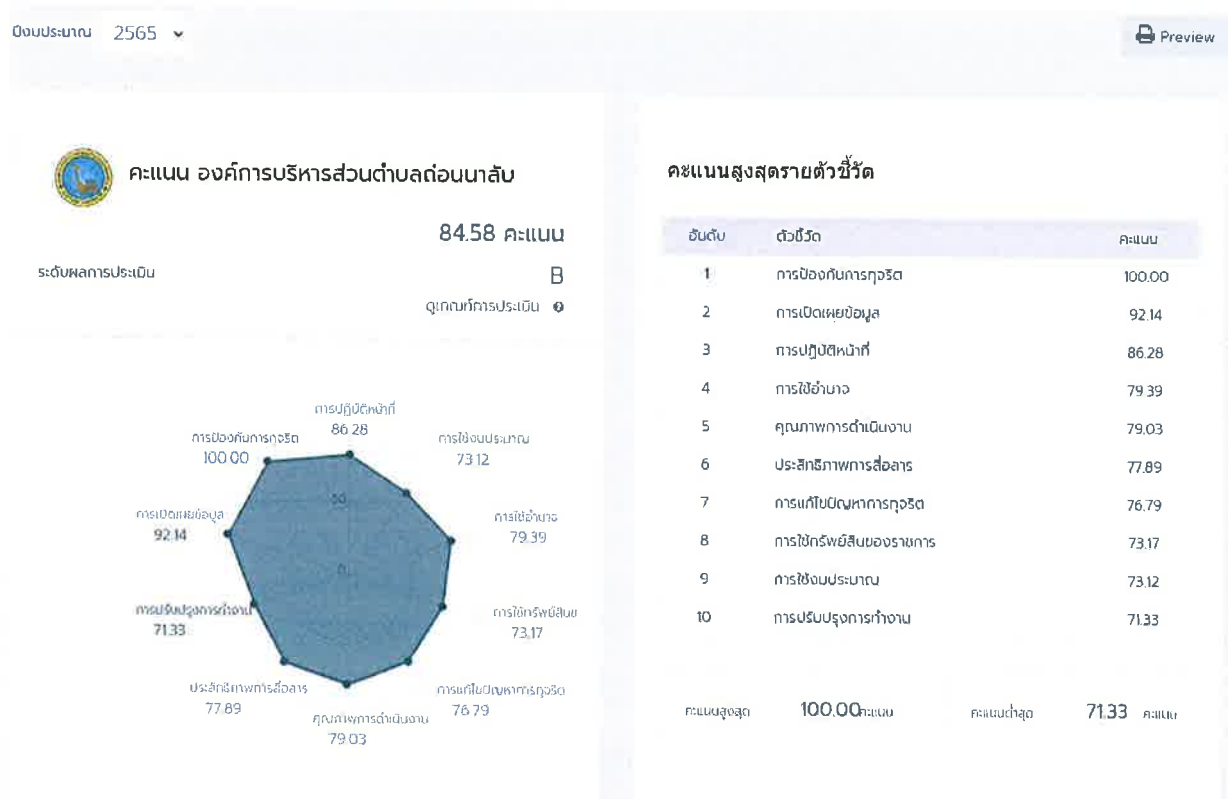 ปีงบประมาณ 2565
Preview
คะแนน องค์การบริหารส่วนตำบลถ่อนนาลับ
84.58 คะแนน
ระดับผลการประเมิน B
ดูเกณฑ์การประเมิน
การปฏิบัติหน้าที่
86.28
การป้องกันการทุจริต
100.00
การใช้งบประมาณ
73.12
การเปิดเผยข้อมูล
92.14
การใช้อำนาจ
79.39
การปรับปรุงการทำงาน
71.33
การใช้ทรัพย์สินข
73.17
ประสิทธิภาพการสื่อสาร
77.89
การแก้ไขปัญหาการทุจริต
76.79
คุณภาพการดำเนินงาน
79.03
คะแนนสูงสุดรายตัวชี้วัด
อันดับ ตัวชี้วัด คะแนน
1 การป้องกันการทุจริต 100.00
2 การเปิดเผยข้อมูล 92.14
3 การปฏิบัติหน้าที่ 86.28
4 การใช้อำนาจ 79.39
5 คุณภาพการดำเนินงาน 79.03
6 ประสิทธิภาพการสื่อสาร 77.89
7 การแก้ไขปัญหาการทุจริต 76.79
8 การใช้ทรัพย์สินของราชการ 73.17
9 การใช้งบประมาณ 73.12
10 การปรับปรุงการทำงาน 71.33
คะแนนสูงสุด 100.00 คะแนน คะแนนต่ำสุด 71.33 คะแนน